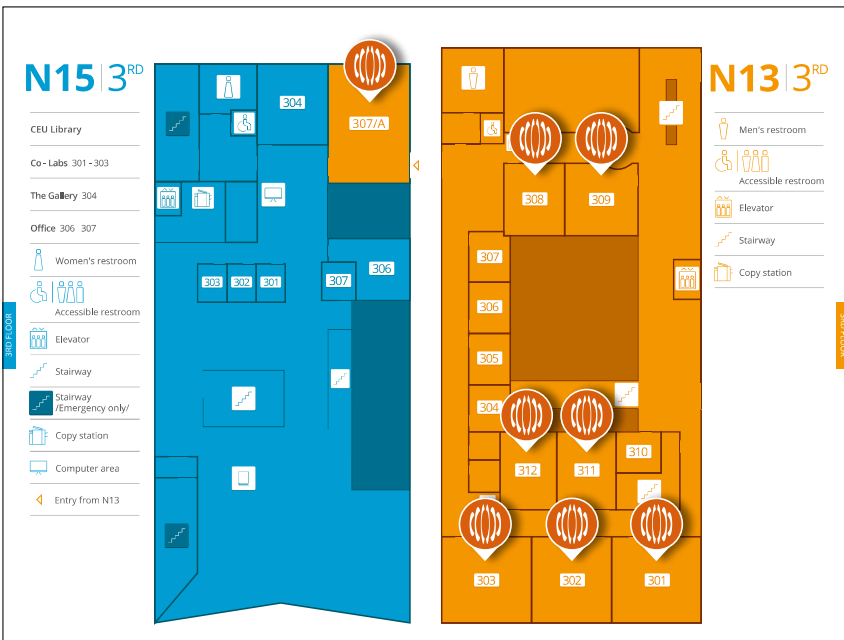 N15 3RD
CEU Library
Co-Labs 301 - 303
The Gallery 304
Office 306 307
Women's restroom
Accessible restroom
Elevator
Stairway
Stairway
/Emergency only/
Copy station
Computer area
Entry from N13
3RD FLOOR
304
307/A
303
302
301
307
306
N13 3RD
Men's restroom
Accessible restroom
Elevator
Stairway
Copy station
3RD FLOOR
308
309
307
306
305
304
312
311
310
303
302
301